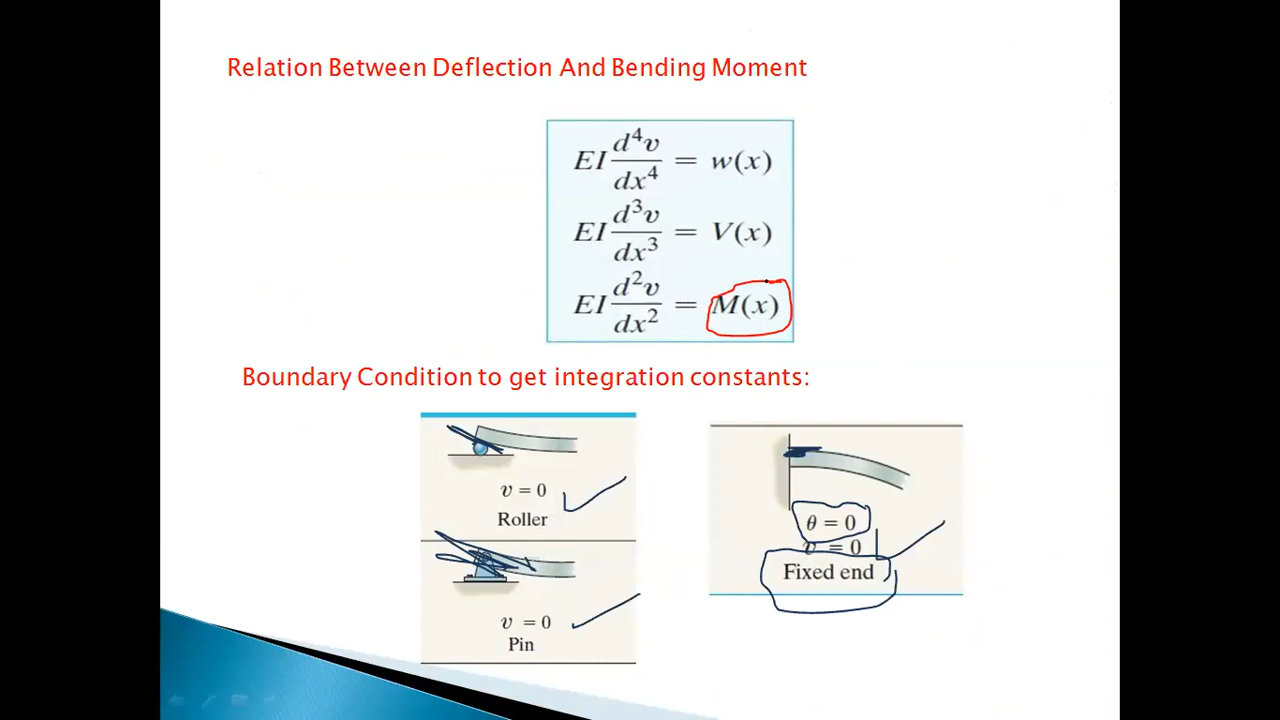 Relation Between Deflection And Bending Moment
EI d⁴v/dx⁴ = w(x)
EI d³v/dx³ = V(x)
EI d²v/dx² = M(x)
Boundary Condition to get integration constants:
v = 0
Roller
v = 0
Pin
θ = 0
v = 0
Fixed end